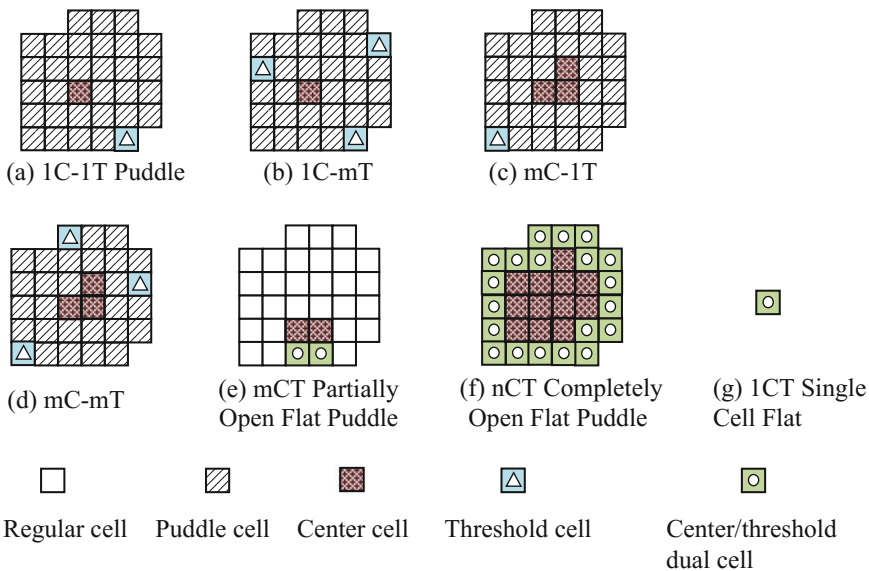 (a) 1C-1T Puddle
(b) 1C-mT
(c) mC-1T
(d) mC-mT
(e) mCT Partially
Open Flat Puddle
(f) nCT Completely
Open Flat Puddle
(g) 1CT Single
Cell Flat
Regular cell
Puddle cell
Center cell
Threshold cell
Center/threshold
dual cell